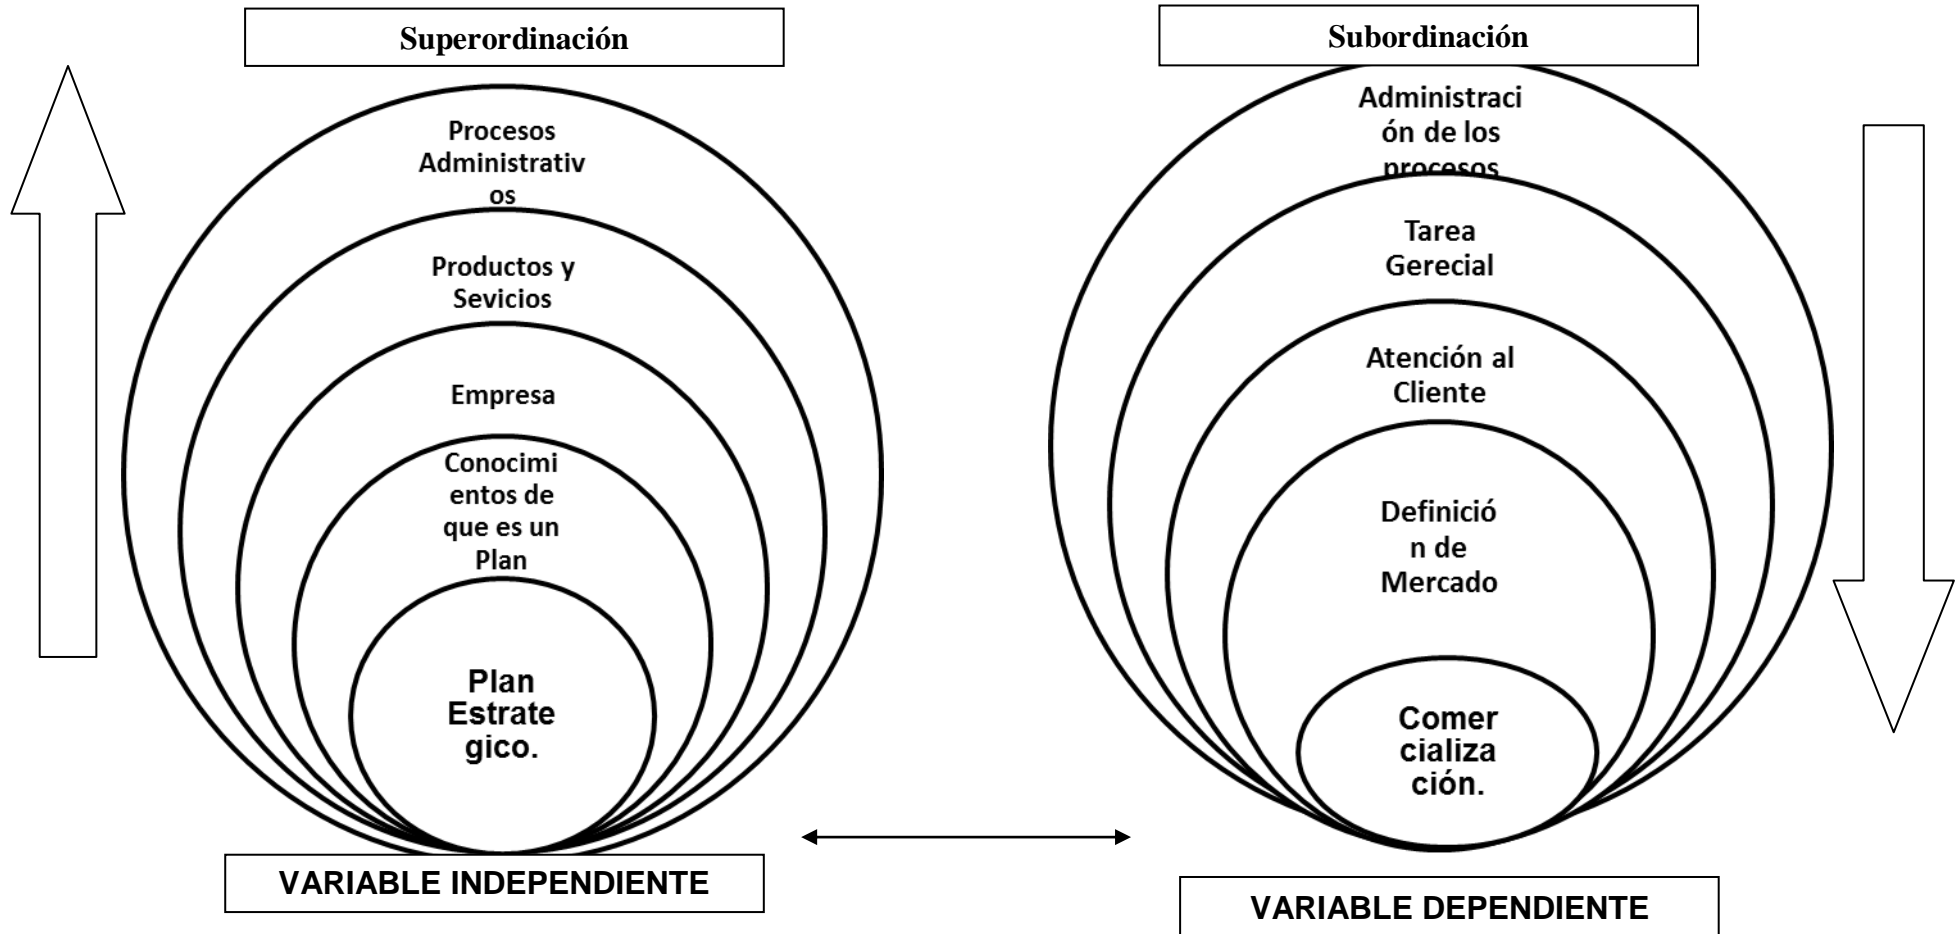 Superordinación
Procesos
Administrativ
os
Productos y
Sevicios
Empresa
Conocimi
entos de
que es un
Plan
Plan
Estrate
gico.
VARIABLE INDEPENDIENTE
Subordinación
Administraci
ón de los
procesos
Tarea
Gerecial
Atención al
Cliente
Definició
n de
Mercado
Comer
cializa
ción.
VARIABLE DEPENDIENTE